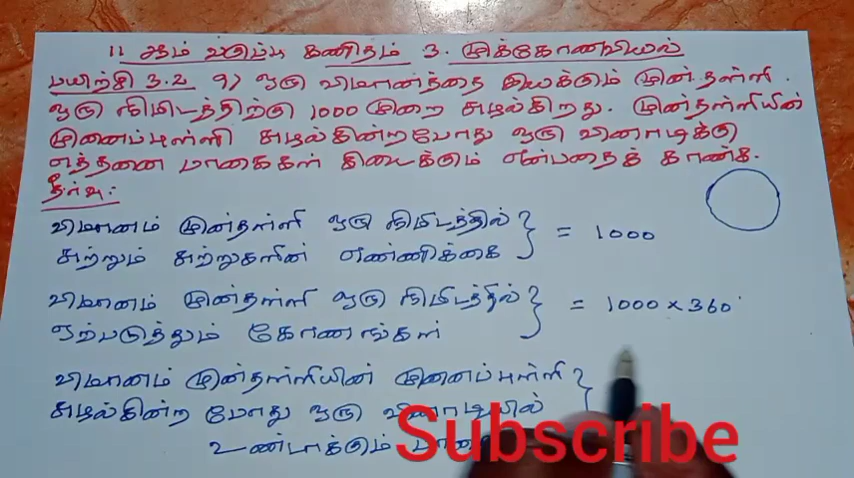 11 ஆம் வகுப்பு கணிதம் 3. முக்கோணவியல்
பயிற்சி 3.2 9) ஒரு விமானத்தை இயக்கும் முன் தள்ளி.
ஒரு நிமிடத்திற்கு 1000 முறை சுழல்கிறது. முன்தள்ளியின்
முனைப்புள்ளி சுழல்கின்றபோது ஒரு வினாடிக்கு
எத்தனை பாகைகள் கிடைக்கும் என்பதைக் காண்க.
தீர்வு:
விமானம் முன்தள்ளி ஒரு நிமிடத்தில்
சுற்றும் சுற்றுகளின் எண்ணிக்கை } = 1000
விமானம் முன்தள்ளி ஒரு நிமிடத்தில்
ஏற்படுத்தும் கோணங்கள் } = 1000 × 360°
விமானம் முன்தள்ளியின் முனைப்புள்ளி
சுழல்கின்ற போது ஒரு வினாடியில் }
உண்டாக்கும்
Subscribe